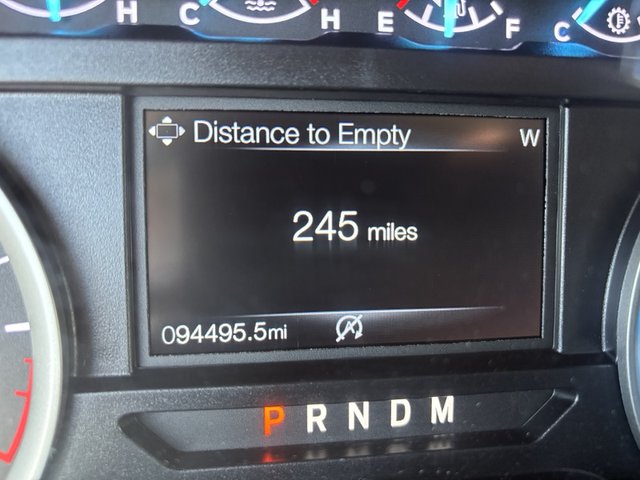 H C H E F C
Distance to Empty W
245 miles
094495.5mi
P R N D M